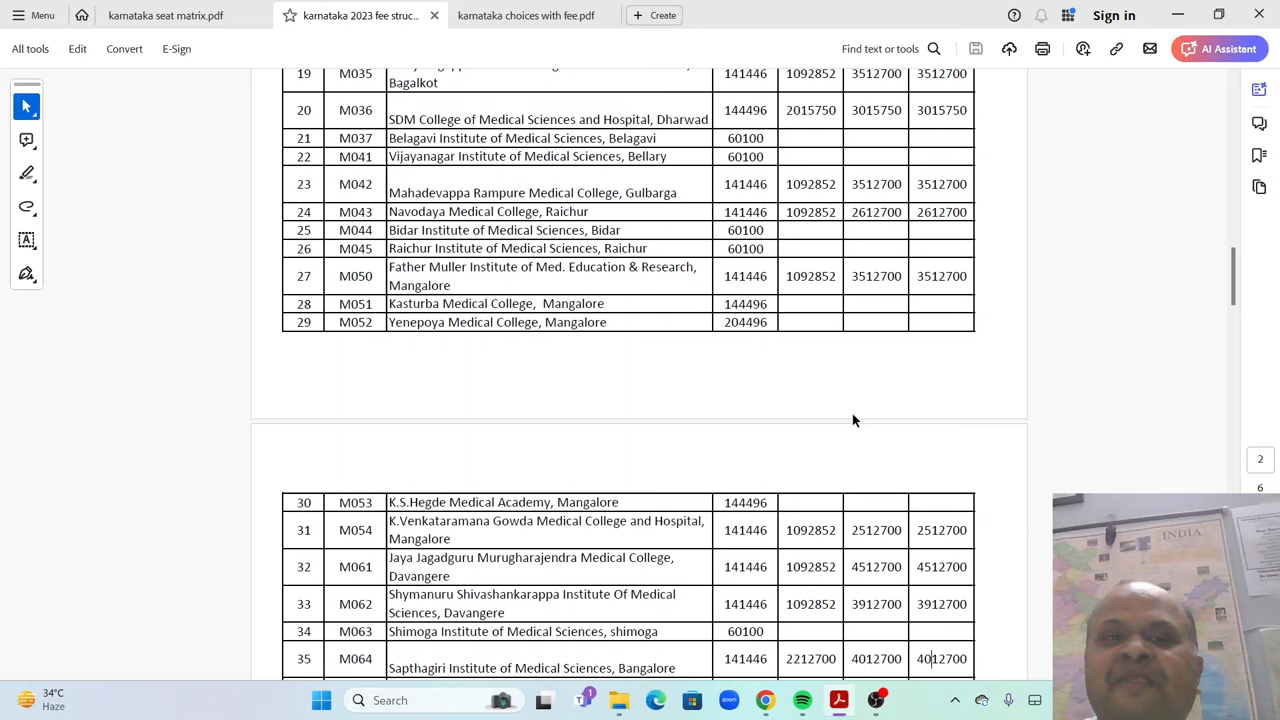 Menu karnataka seat matrix.pdf karnataka 2023 fee struc... karnataka choices with fee.pdf Create Sign in
All tools Edit Convert E-Sign Find text or tools AI Assistant
19 M035 Bagalkot 141446 1092852 3512700 3512700
20 M036 SDM College of Medical Sciences and Hospital, Dharwad 144496 2015750 3015750 3015750
21 M037 Belagavi Institute of Medical Sciences, Belagavi 60100
22 M041 Vijayanagar Institute of Medical Sciences, Bellary 60100
23 M042 Mahadevappa Rampure Medical College, Gulbarga 141446 1092852 3512700 3512700
24 M043 Navodaya Medical College, Raichur 141446 1092852 2612700 2612700
25 M044 Bidar Institute of Medical Sciences, Bidar 60100
26 M045 Raichur Institute of Medical Sciences, Raichur 60100
27 M050 Father Muller Institute of Med. Education & Research,
Mangalore 141446 1092852 3512700 3512700
28 M051 Kasturba Medical College, Mangalore 144496
29 M052 Yenepoya Medical College, Mangalore 204496
30 M053 K.S.Hegde Medical Academy, Mangalore 144496
31 M054 K.Venkataramana Gowda Medical College and Hospital,
Mangalore 141446 1092852 2512700 2512700
32 M061 Jaya Jagadguru Murugharajendra Medical College,
Davangere 141446 1092852 4512700 4512700
33 M062 Shymanuru Shivashankarappa Institute Of Medical
Sciences, Davangere 141446 1092852 3912700 3912700
34 M063 Shimoga Institute of Medical Sciences, shimoga 60100
35 M064 Sapthagiri Institute of Medical Sciences, Bangalore 141446 2212700 4012700 4012700
2
6
INDIA
34°C
Haze
Search
1
zoom